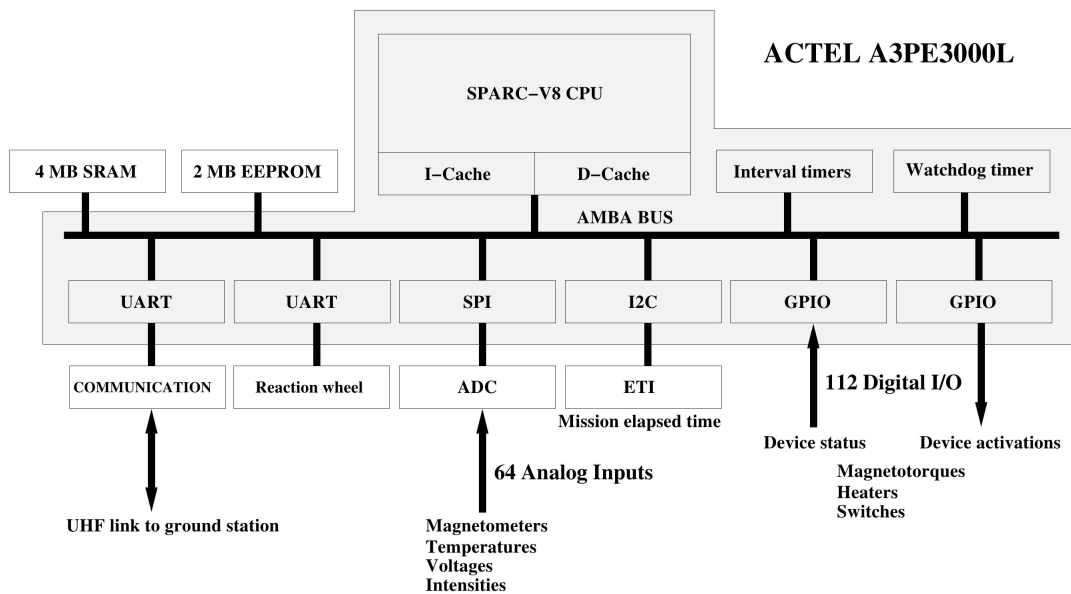 ACTEL A3PE3000L
SPARC–V8 CPU
4 MB SRAM
2 MB EEPROM
I–Cache
D–Cache
Interval timers
Watchdog timer
AMBA BUS
UART
UART
SPI
I2C
GPIO
GPIO
COMMUNICATION
Reaction wheel
ADC
ETI
112 Digital I/O
Mission elapsed time
Device status
Device activations
64 Analog Inputs
Magnetotorques
Heaters
Switches
UHF link to ground station
Magnetometers
Temperatures
Voltages
Intensities